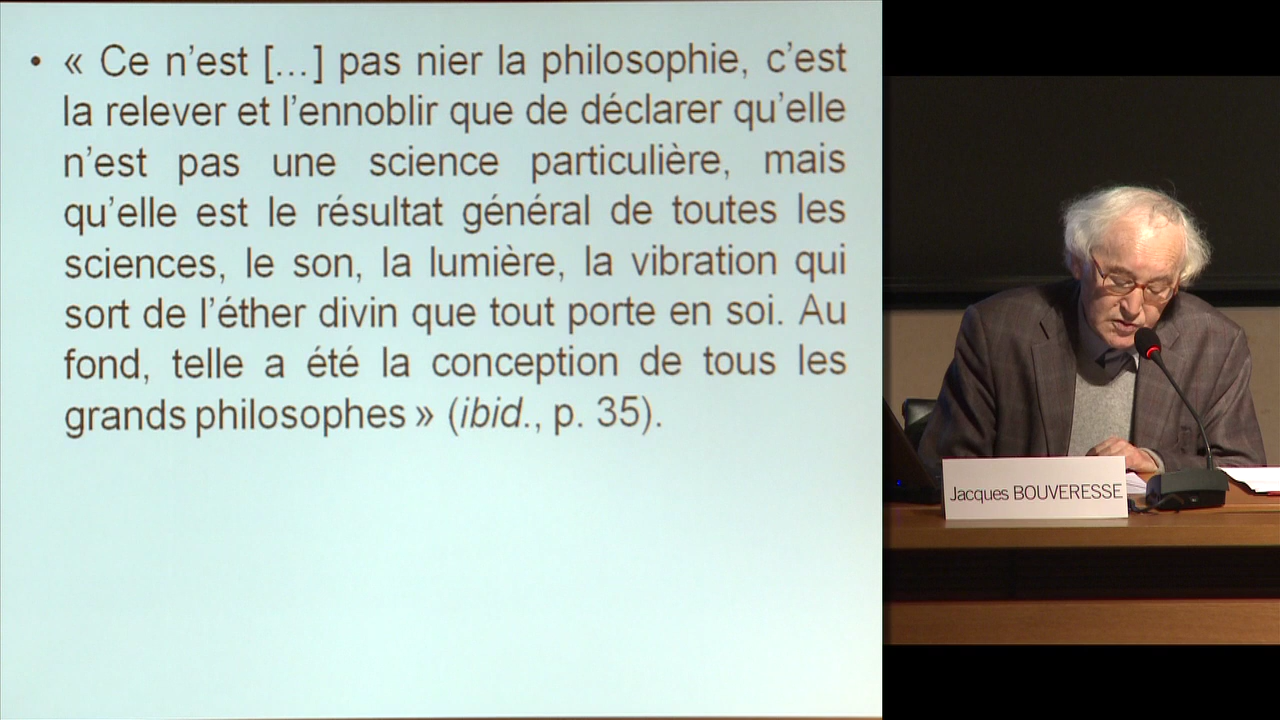 • « Ce n’est [...] pas nier la philosophie, c’est
la relever et l’ennoblir que de déclarer qu’elle
n’est pas une science particulière, mais
qu’elle est le résultat général de toutes les
sciences, le son, la lumière, la vibration qui
sort de l’éther divin que tout porte en soi. Au
fond, telle a été la conception de tous les
grands philosophes » (ibid., p. 35).
Jacques BOUVERESSE